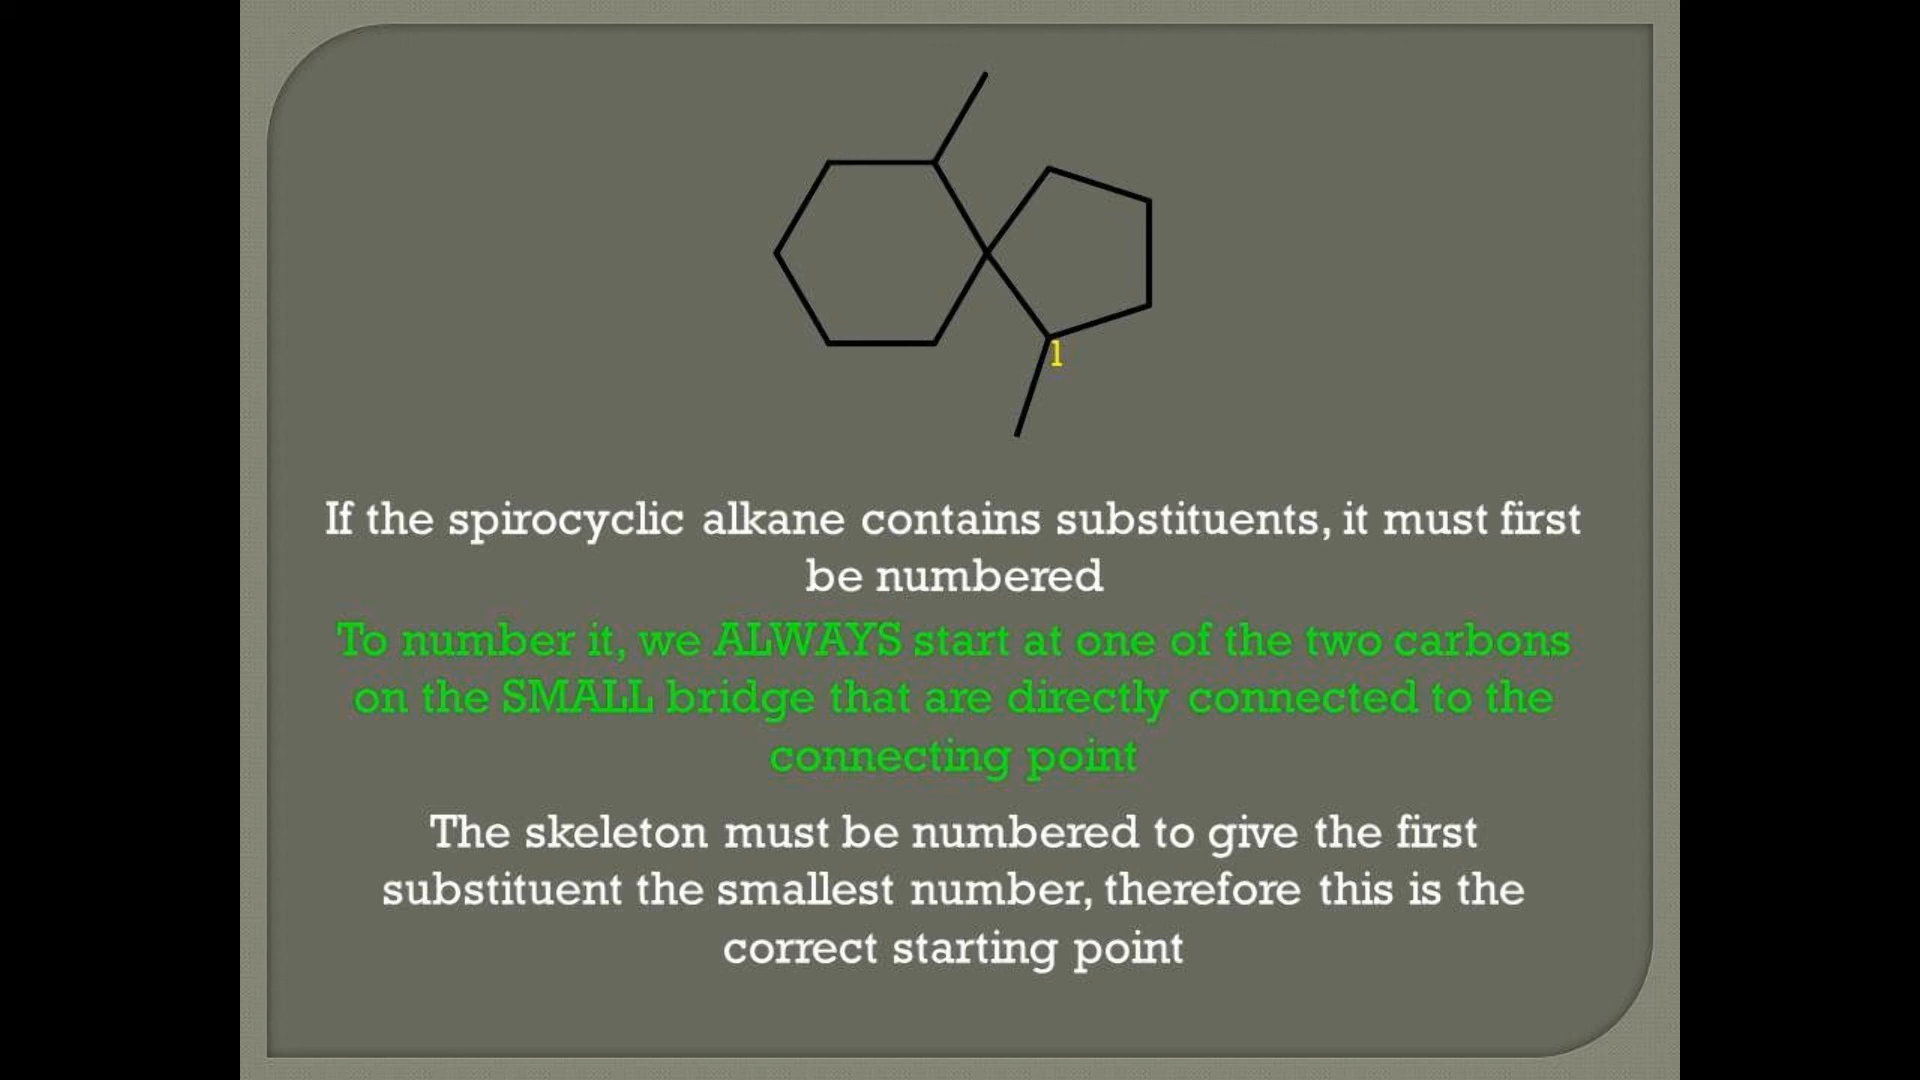 1
If the spirocyclic alkane contains substituents, it must first
be numbered
To number it, we ALWAYS start at one of the two carbons
on the SMALL bridge that are directly connected to the
connecting point
The skeleton must be numbered to give the first
substituent the smallest number, therefore this is the
correct starting point